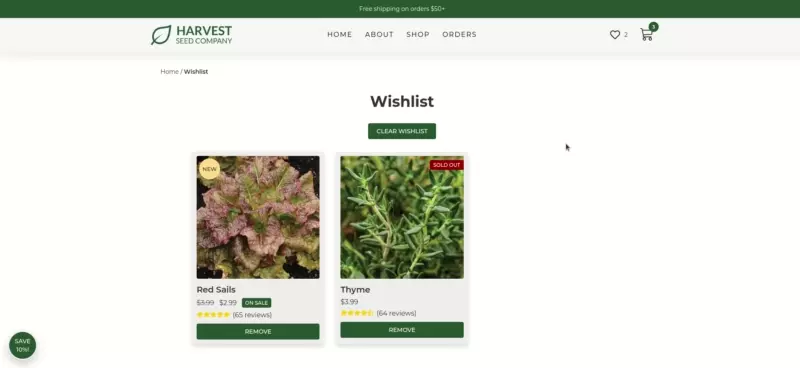 Free shipping on orders $50+
HARVEST
SEED COMPANY
HOME ABOUT SHOP ORDERS
2
3
Home / Wishlist
Wishlist
CLEAR WISHLIST
NEW
SOLD OUT
Red Sails
$3.99 $2.99 ON SALE
(65 reviews)
REMOVE
Thyme
$3.99
(64 reviews)
REMOVE
SAVE
10%!